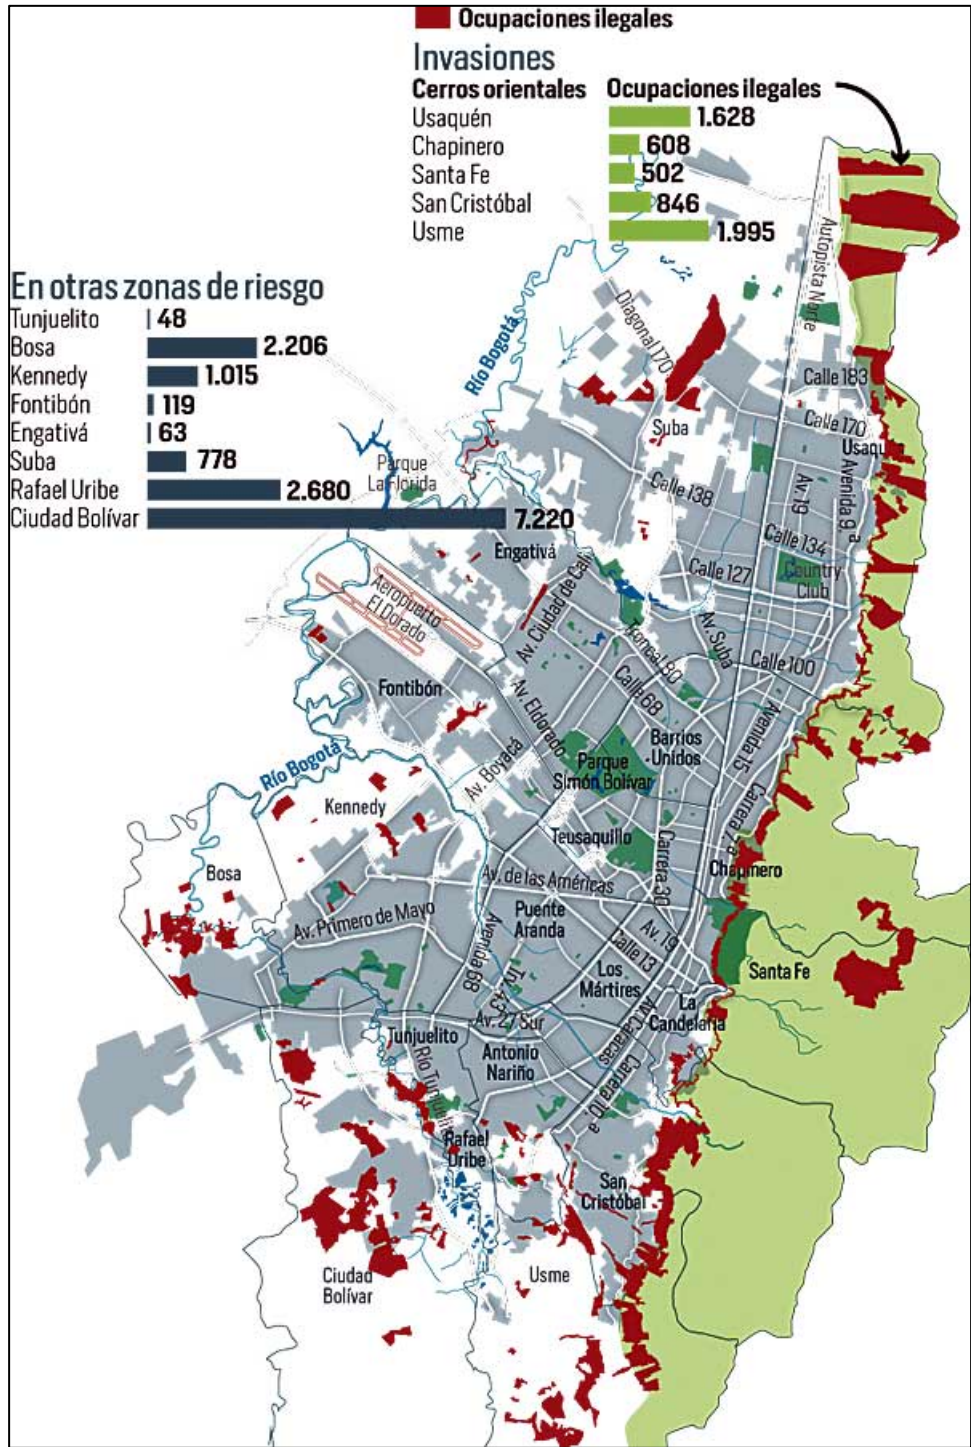 Ocupaciones ilegales
Invasiones
Cerros orientales Ocupaciones ilegales
Usaquén 1.628
Chapinero 608
Santa Fe 502
San Cristóbal 846
Usme 1.995
En otras zonas de riesgo
Tunjuelito 48
Bosa 2.206
Kennedy 1.015
Fontibón 119
Engativá 63
Suba 778
Rafael Uribe 2.680
Ciudad Bolívar 7.220
Autopista Norte
Río Bogotá
Diagonal 170
Calle 183
Calle 170
Suba
Parque
La Florida
Calle 138
Av. 19
Avenida 9.ª
Calle 134
Engativá
Calle 127
Country
Club
Aeropuerto
El Dorado
Av. Ciudad de Cali
Troncal 80
Av. Suba
Calle 100
Calle 68
Fontibón
Av. Eldorado
Avenida 15
Barrios
Unidos
Av. Boyacá
Parque
Simón Bolívar
Río Bogotá
Kennedy
Carrera 7.ª
Teusaquillo
Carrera 30
Chapinero
Bosa
Av. de las Américas
Av. Primero de Mayo
Avenida 68
Puente
Aranda
Av. 19
Calle 13
Santa Fe
Los
Mártires
Trv. 43
La
Candelaria
Av. 27 Sur
Av. Caracas
Tunjuelito
Antonio
Nariño
Río Tunjuelito
Carrera 10.ª
Rafael
Uribe
San
Cristóbal
Ciudad
Bolívar
Usme